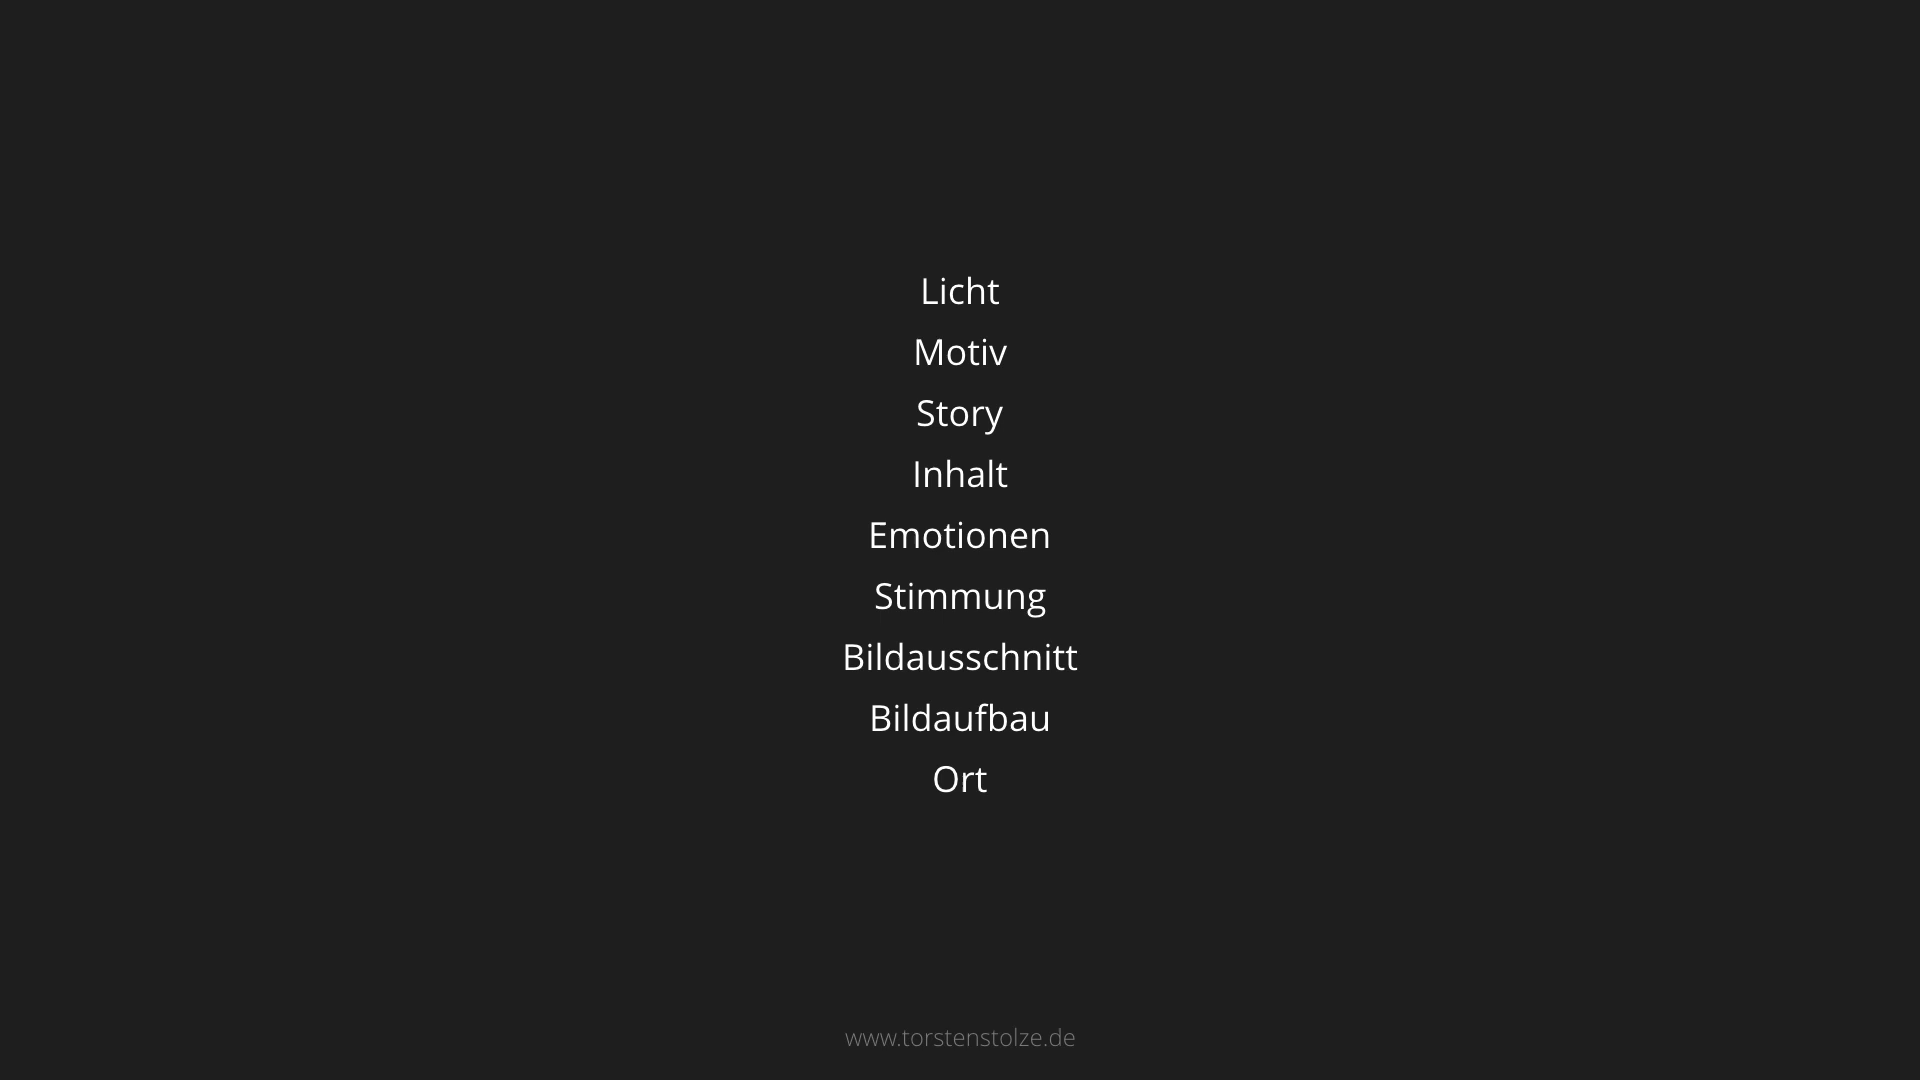 Licht
Motiv
Story
Inhalt
Emotionen
Stimmung
Bildausschnitt
Bildaufbau
Ort
www.torstenstolze.de